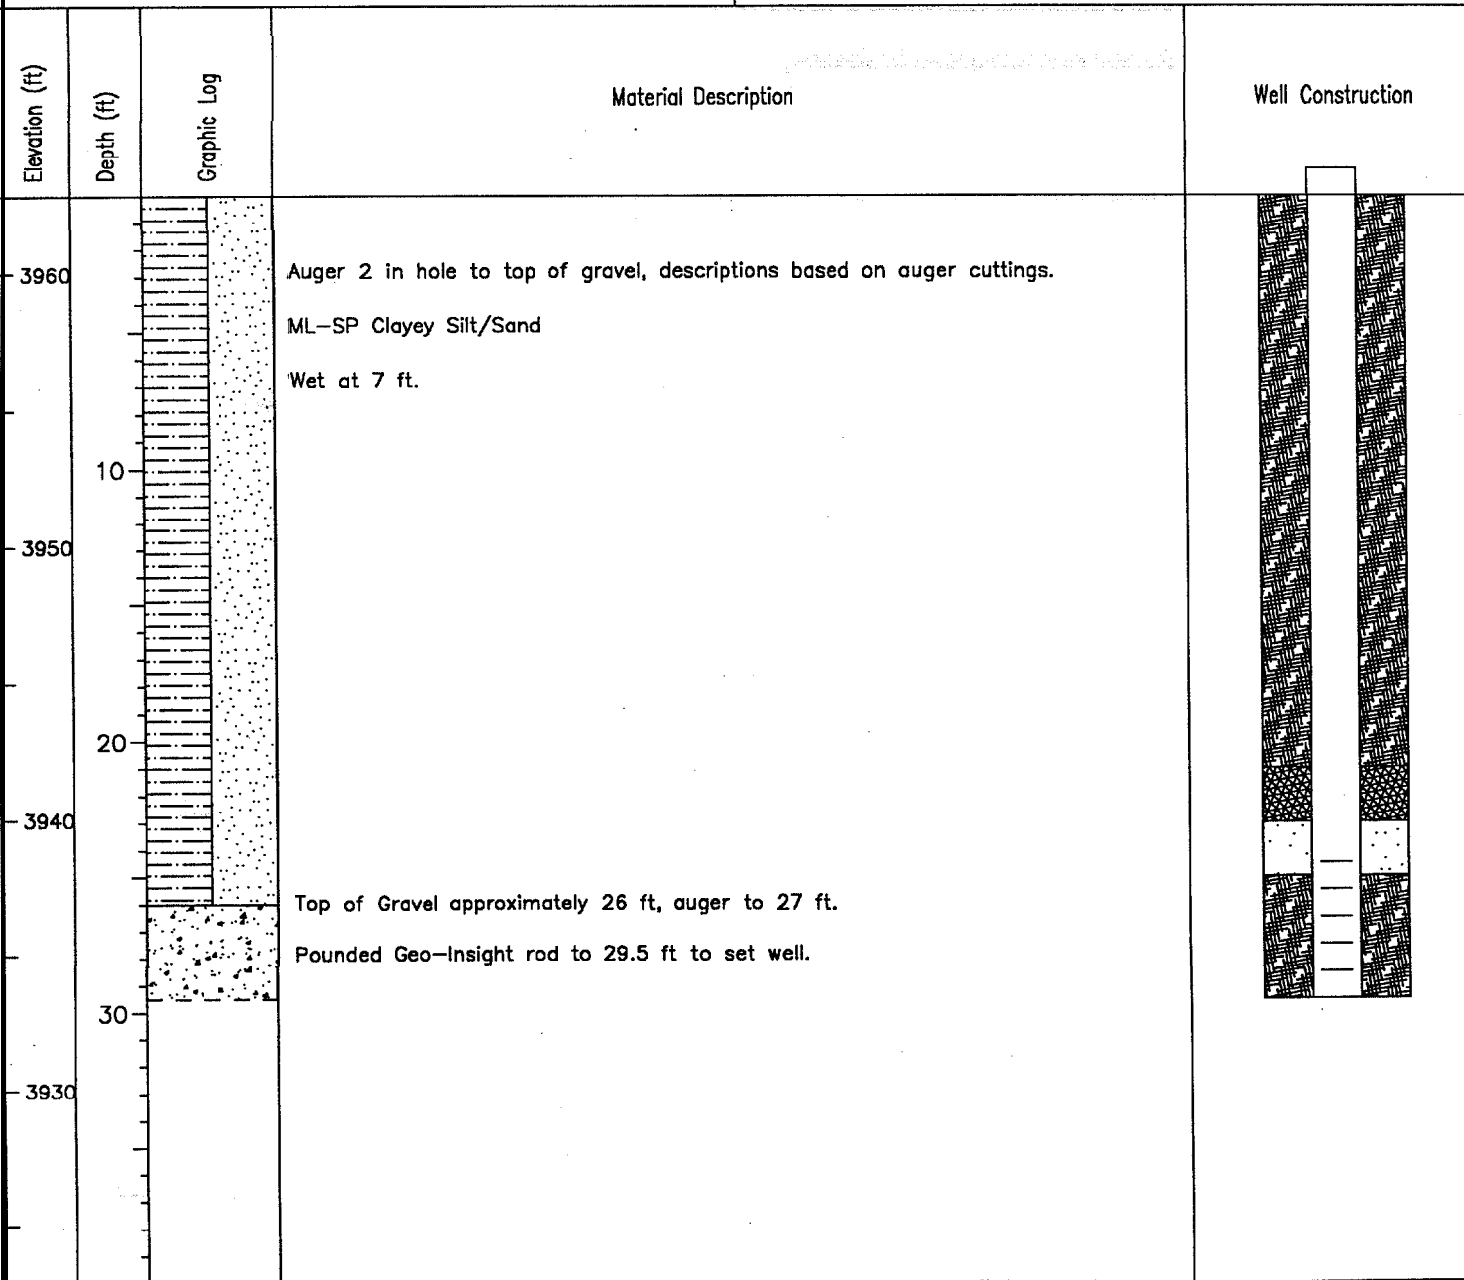 Elevation (ft)
Depth (ft)
Graphic Log
Material Description
Well Construction
3960
Auger 2 in hole to top of gravel, descriptions based on auger cuttings.
ML-SP Clayey Silt/Sand
Wet at 7 ft.
10
3950
20
3940
Top of Gravel approximately 26 ft, auger to 27 ft.
Pounded Geo-Insight rod to 29.5 ft to set well.
30
3930